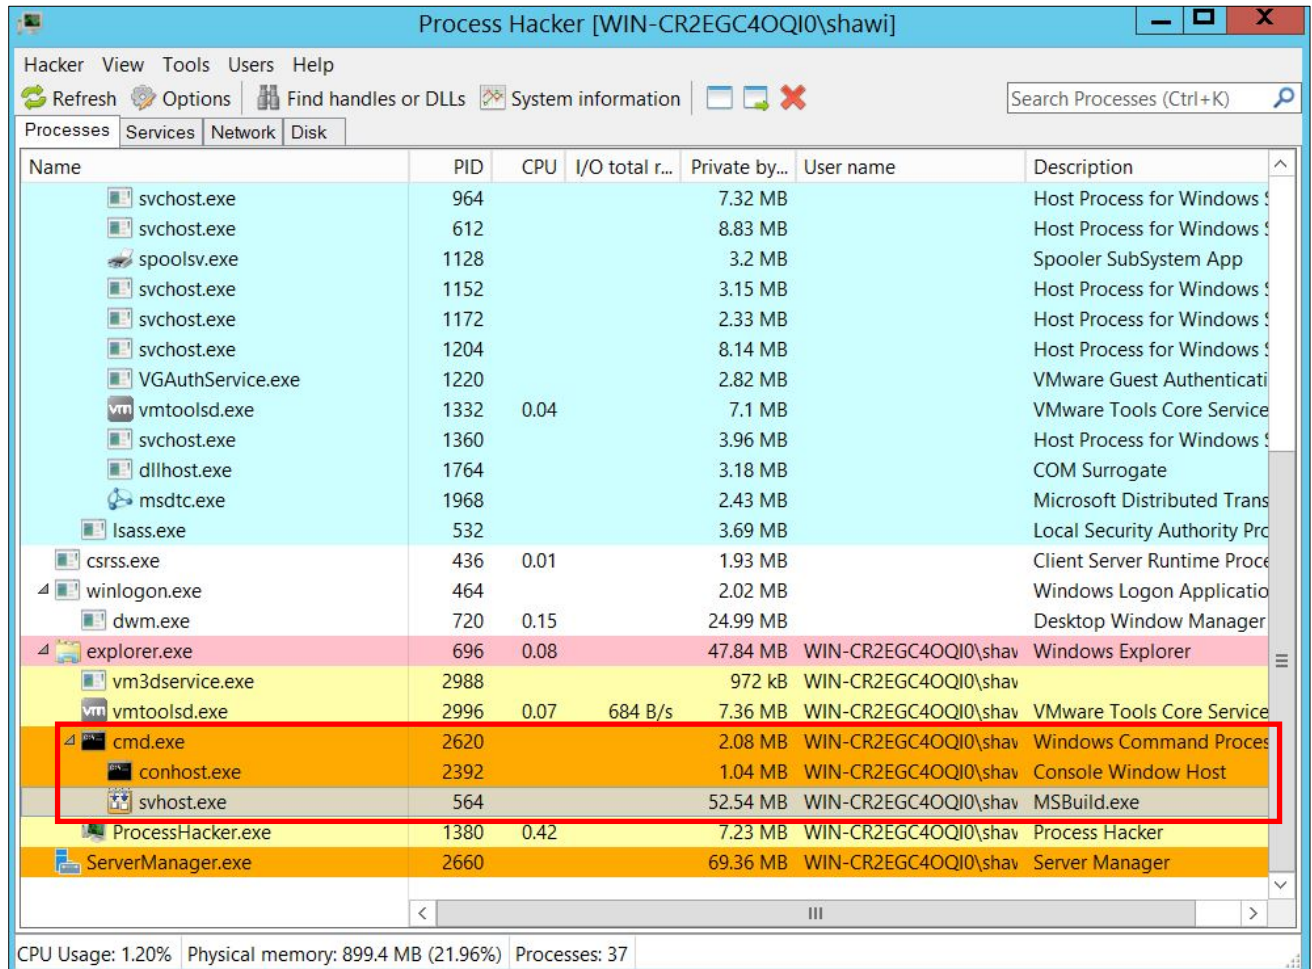 Process Hacker [WIN-CR2EGC4OQI0\shawi]
Hacker View Tools Users Help
Refresh Options Find handles or DLLs System information Search Processes (Ctrl+K)
Processes Services Network Disk
Name PID CPU I/O total r... Private by... User name Description
svchost.exe 964 7.32 MB Host Process for Windows S
svchost.exe 612 8.83 MB Host Process for Windows S
spoolsv.exe 1128 3.2 MB Spooler SubSystem App
svchost.exe 1152 3.15 MB Host Process for Windows S
svchost.exe 1172 2.33 MB Host Process for Windows S
svchost.exe 1204 8.14 MB Host Process for Windows S
VGAuthService.exe 1220 2.82 MB VMware Guest Authenticati
vm vmtoolsd.exe 1332 0.04 7.1 MB VMware Tools Core Service
svchost.exe 1360 3.96 MB Host Process for Windows S
dllhost.exe 1764 3.18 MB COM Surrogate
msdtc.exe 1968 2.43 MB Microsoft Distributed Trans
lsass.exe 532 3.69 MB Local Security Authority Pro
csrss.exe 436 0.01 1.93 MB Client Server Runtime Proce
winlogon.exe 464 2.02 MB Windows Logon Applicatio
dwm.exe 720 0.15 24.99 MB Desktop Window Manager
explorer.exe 696 0.08 47.84 MB WIN-CR2EGC4OQI0\shaw Windows Explorer
vm3dservice.exe 2988 972 kB WIN-CR2EGC4OQI0\shaw
vm vmtoolsd.exe 2996 0.07 684 B/s 7.36 MB WIN-CR2EGC4OQI0\shaw VMware Tools Core Service
cmd.exe 2620 2.08 MB WIN-CR2EGC4OQI0\shaw Windows Command Proces
conhost.exe 2392 1.04 MB WIN-CR2EGC4OQI0\shaw Console Window Host
svhost.exe 564 52.54 MB WIN-CR2EGC4OQI0\shaw MSBuild.exe
ProcessHacker.exe 1380 0.42 7.23 MB WIN-CR2EGC4OQI0\shaw Process Hacker
ServerManager.exe 2660 69.36 MB WIN-CR2EGC4OQI0\shaw Server Manager
CPU Usage: 1.20% Physical memory: 899.4 MB (21.96%) Processes: 37